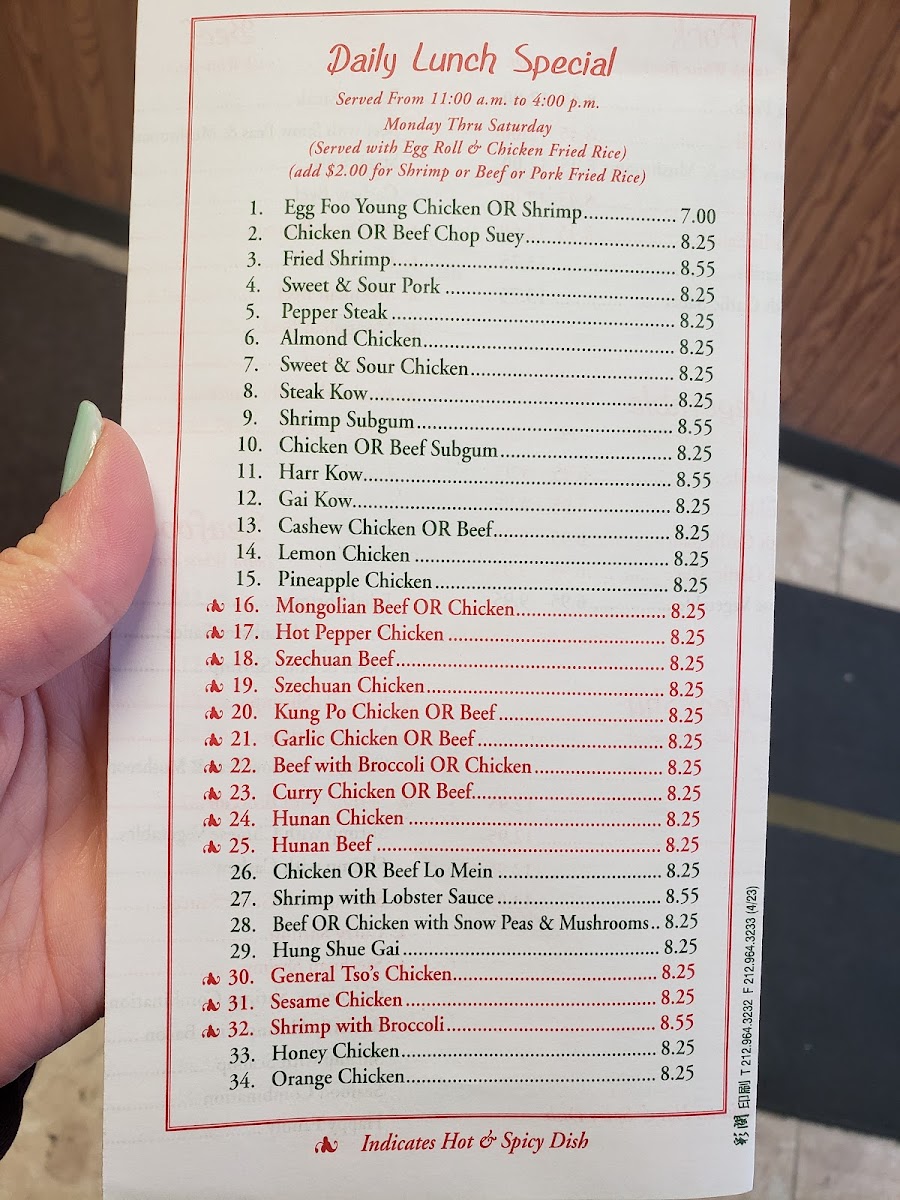 Daily Lunch Special
Served From 11:00 a.m. to 4:00 p.m.
Monday Thru Saturday
(Served with Egg Roll & Chicken Fried Rice)
(add $2.00 for Shrimp or Beef or Pork Fried Rice)
1. Egg Foo Young Chicken OR Shrimp................. 7.00
2. Chicken OR Beef Chop Suey............................ 8.25
3. Fried Shrimp..................................................... 8.55
4. Sweet & Sour Pork ........................................... 8.25
5. Pepper Steak ..................................................... 8.25
6. Almond Chicken............................................... 8.25
7. Sweet & Sour Chicken...................................... 8.25
8. Steak Kow......................................................... 8.25
9. Shrimp Subgum................................................ 8.55
10. Chicken OR Beef Subgum................................ 8.25
11. Harr Kow.......................................................... 8.55
12. Gai Kow............................................................ 8.25
13. Cashew Chicken OR Beef................................. 8.25
14. Lemon Chicken ................................................ 8.25
15. Pineapple Chicken............................................ 8.25
16. Mongolian Beef OR Chicken............................ 8.25
17. Hot Pepper Chicken ......................................... 8.25
18. Szechuan Beef................................................... 8.25
19. Szechuan Chicken............................................. 8.25
20. Kung Po Chicken OR Beef............................... 8.25
21. Garlic Chicken OR Beef................................... 8.25
22. Beef with Broccoli OR Chicken........................ 8.25
23. Curry Chicken OR Beef.................................... 8.25
24. Hunan Chicken ................................................ 8.25
25. Hunan Beef ...................................................... 8.25
26. Chicken OR Beef Lo Mein ............................... 8.25
27. Shrimp with Lobster Sauce............................... 8.55
28. Beef OR Chicken with Snow Peas & Mushrooms.. 8.25
29. Hung Shue Gai................................................. 8.25
30. General Tso's Chicken....................................... 8.25
31. Sesame Chicken ............................................... 8.25
32. Shrimp with Broccoli........................................ 8.55
33. Honey Chicken................................................. 8.25
34. Orange Chicken................................................ 8.25
Indicates Hot & Spicy Dish
印刷 T 212.964.3232 F 212.964.3233 (4/23)